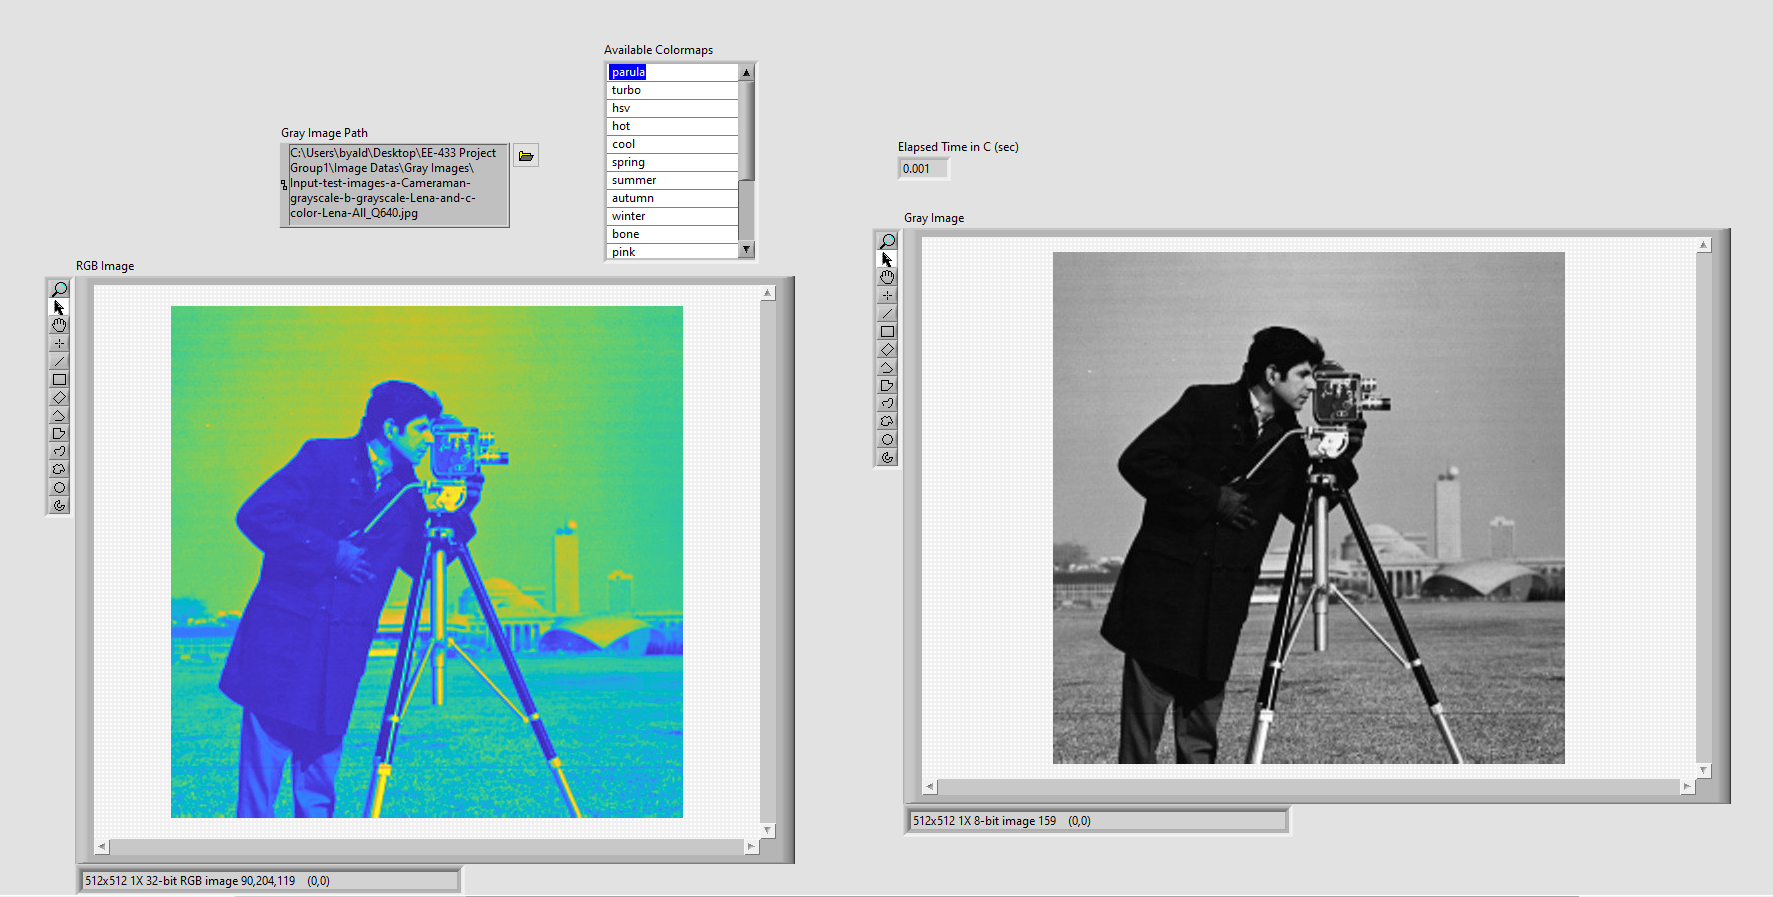 Available Colormaps
parula
turbo
hsv
hot
cool
spring
summer
autumn
winter
bone
pink
Gray Image Path
C:\Users\byald\Desktop\EE-433 Project
Group1\Image Datas\Gray Images\
Input-test-images-a-Cameraman-
grayscale-b-grayscale-Lena-and-c-
color-Lena-All_Q640.jpg
Elapsed Time in C (sec)
0.001
Gray Image
RGB Image
512x512 1X 8-bit image 159 (0,0)
512x512 1X 32-bit RGB image 90,204,119 (0,0)